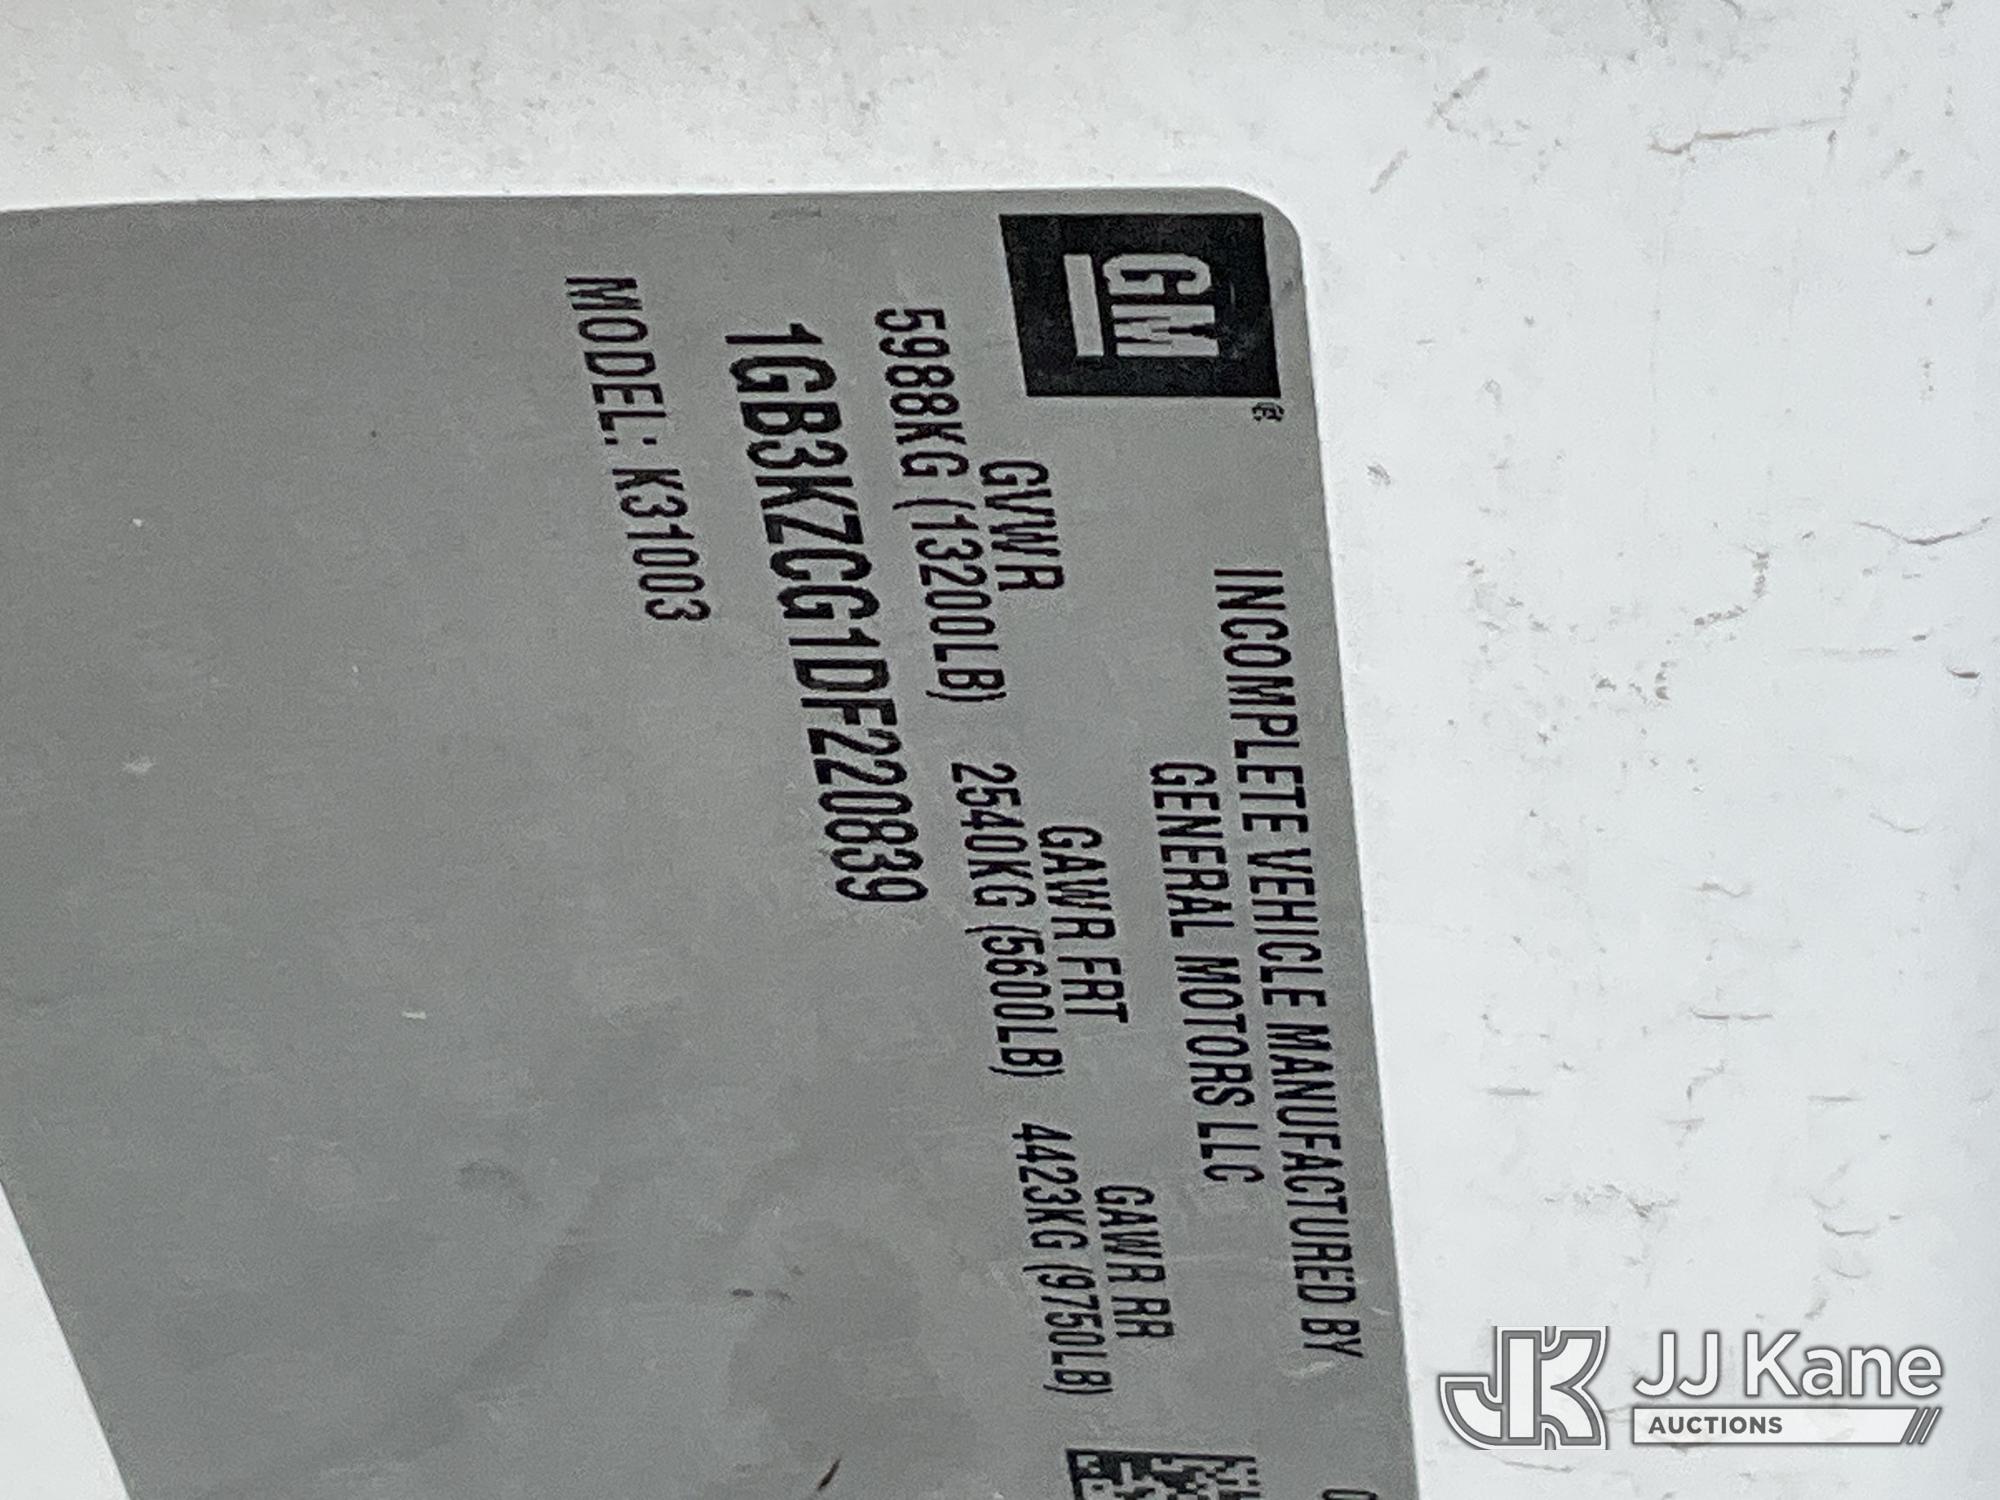 GM
INCOMPLETE VEHICLE MANUFACTURED BY
GENERAL MOTORS LLC
GVWR GAWR FRT GAWR RR
5988KG (13200LB) 2540KG (5600LB) 4423KG (9750LB)
1GB3KZCG1DF220839
MODEL: K31003
JK JJ Kane
AUCTIONS